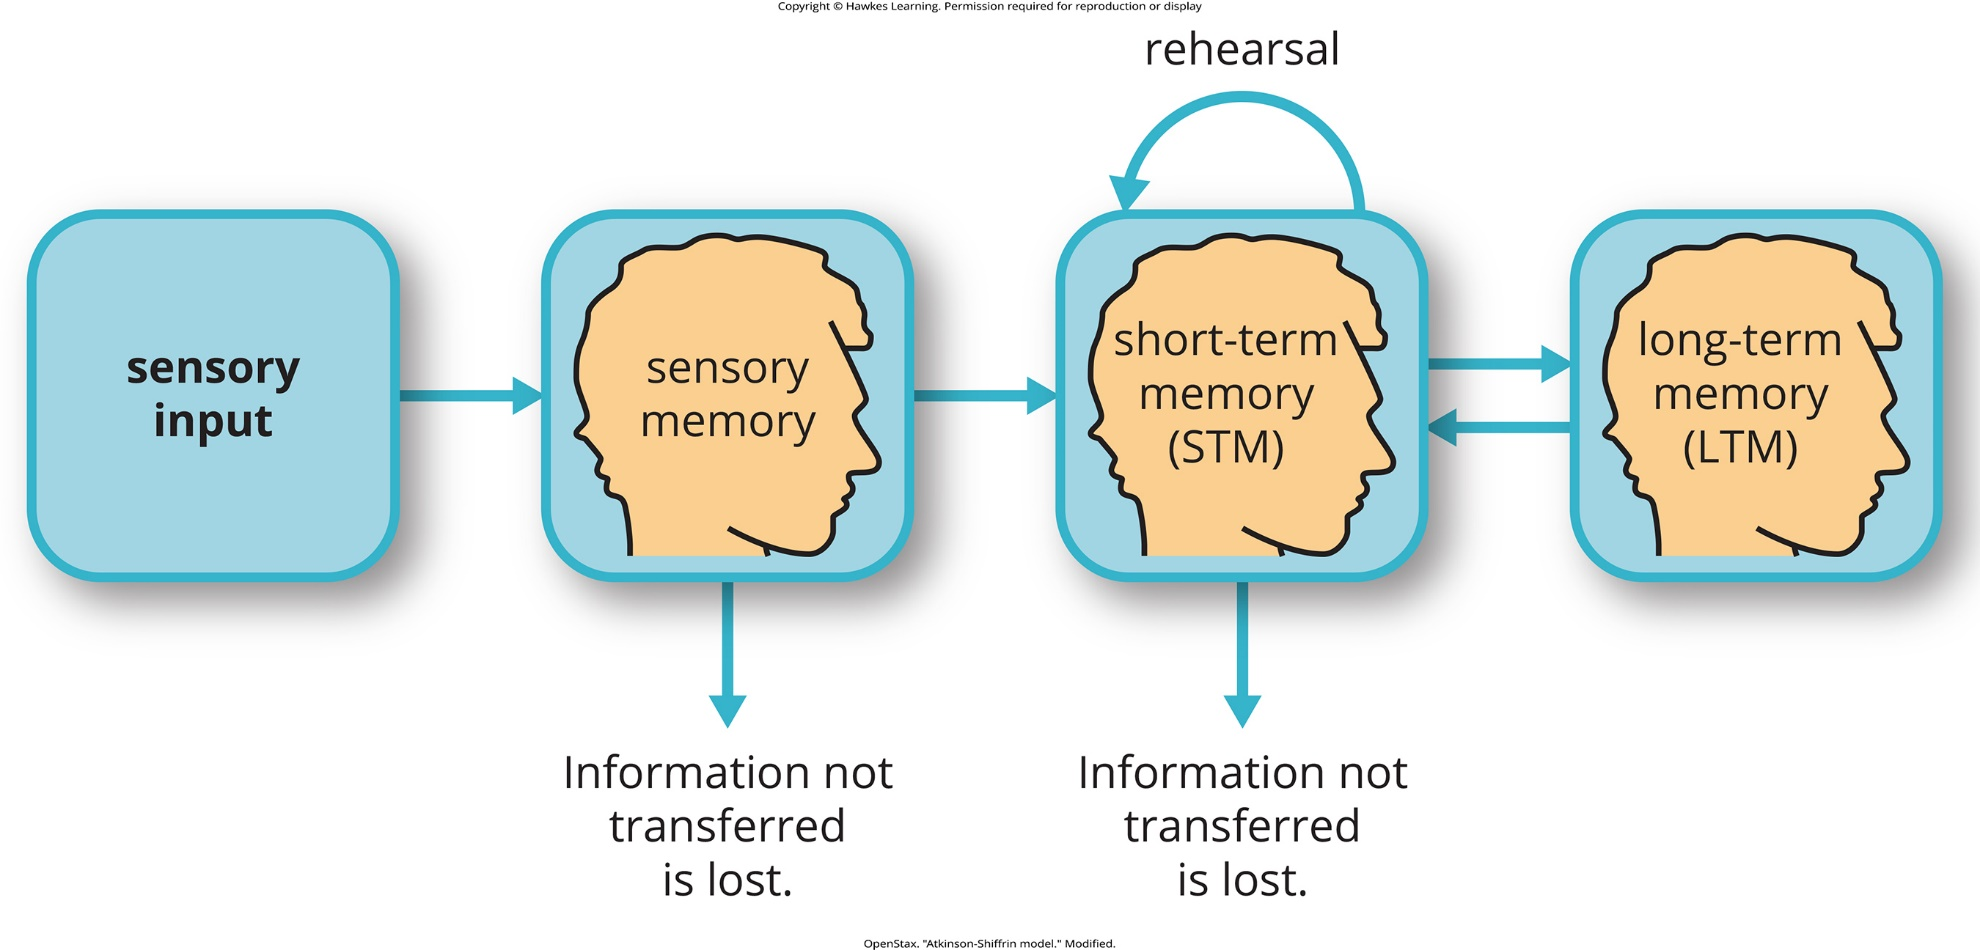 Copyright © Hawkes Learning. Permission required for reproduction or display
rehearsal
sensory
input
sensory
memory
short-term
memory
(STM)
long-term
memory
(LTM)
Information not
transferred
is lost.
Information not
transferred
is lost.
OpenStax. "Atkinson-Shiffrin model." Modified.